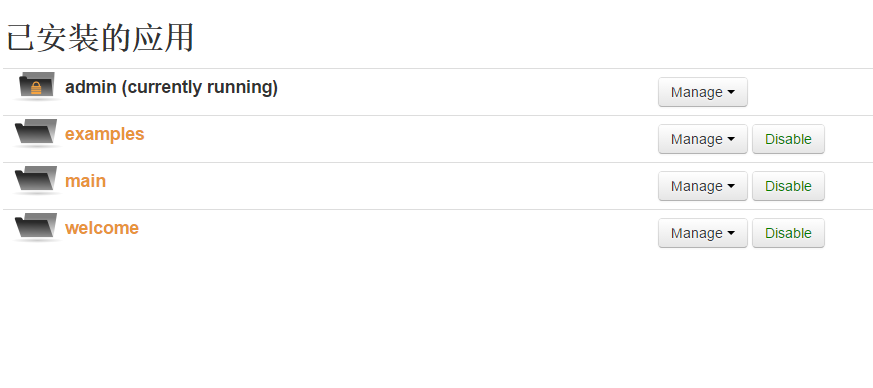 已安装的应用
admin (currently running) Manage
examples Manage Disable
main Manage Disable
welcome Manage Disable